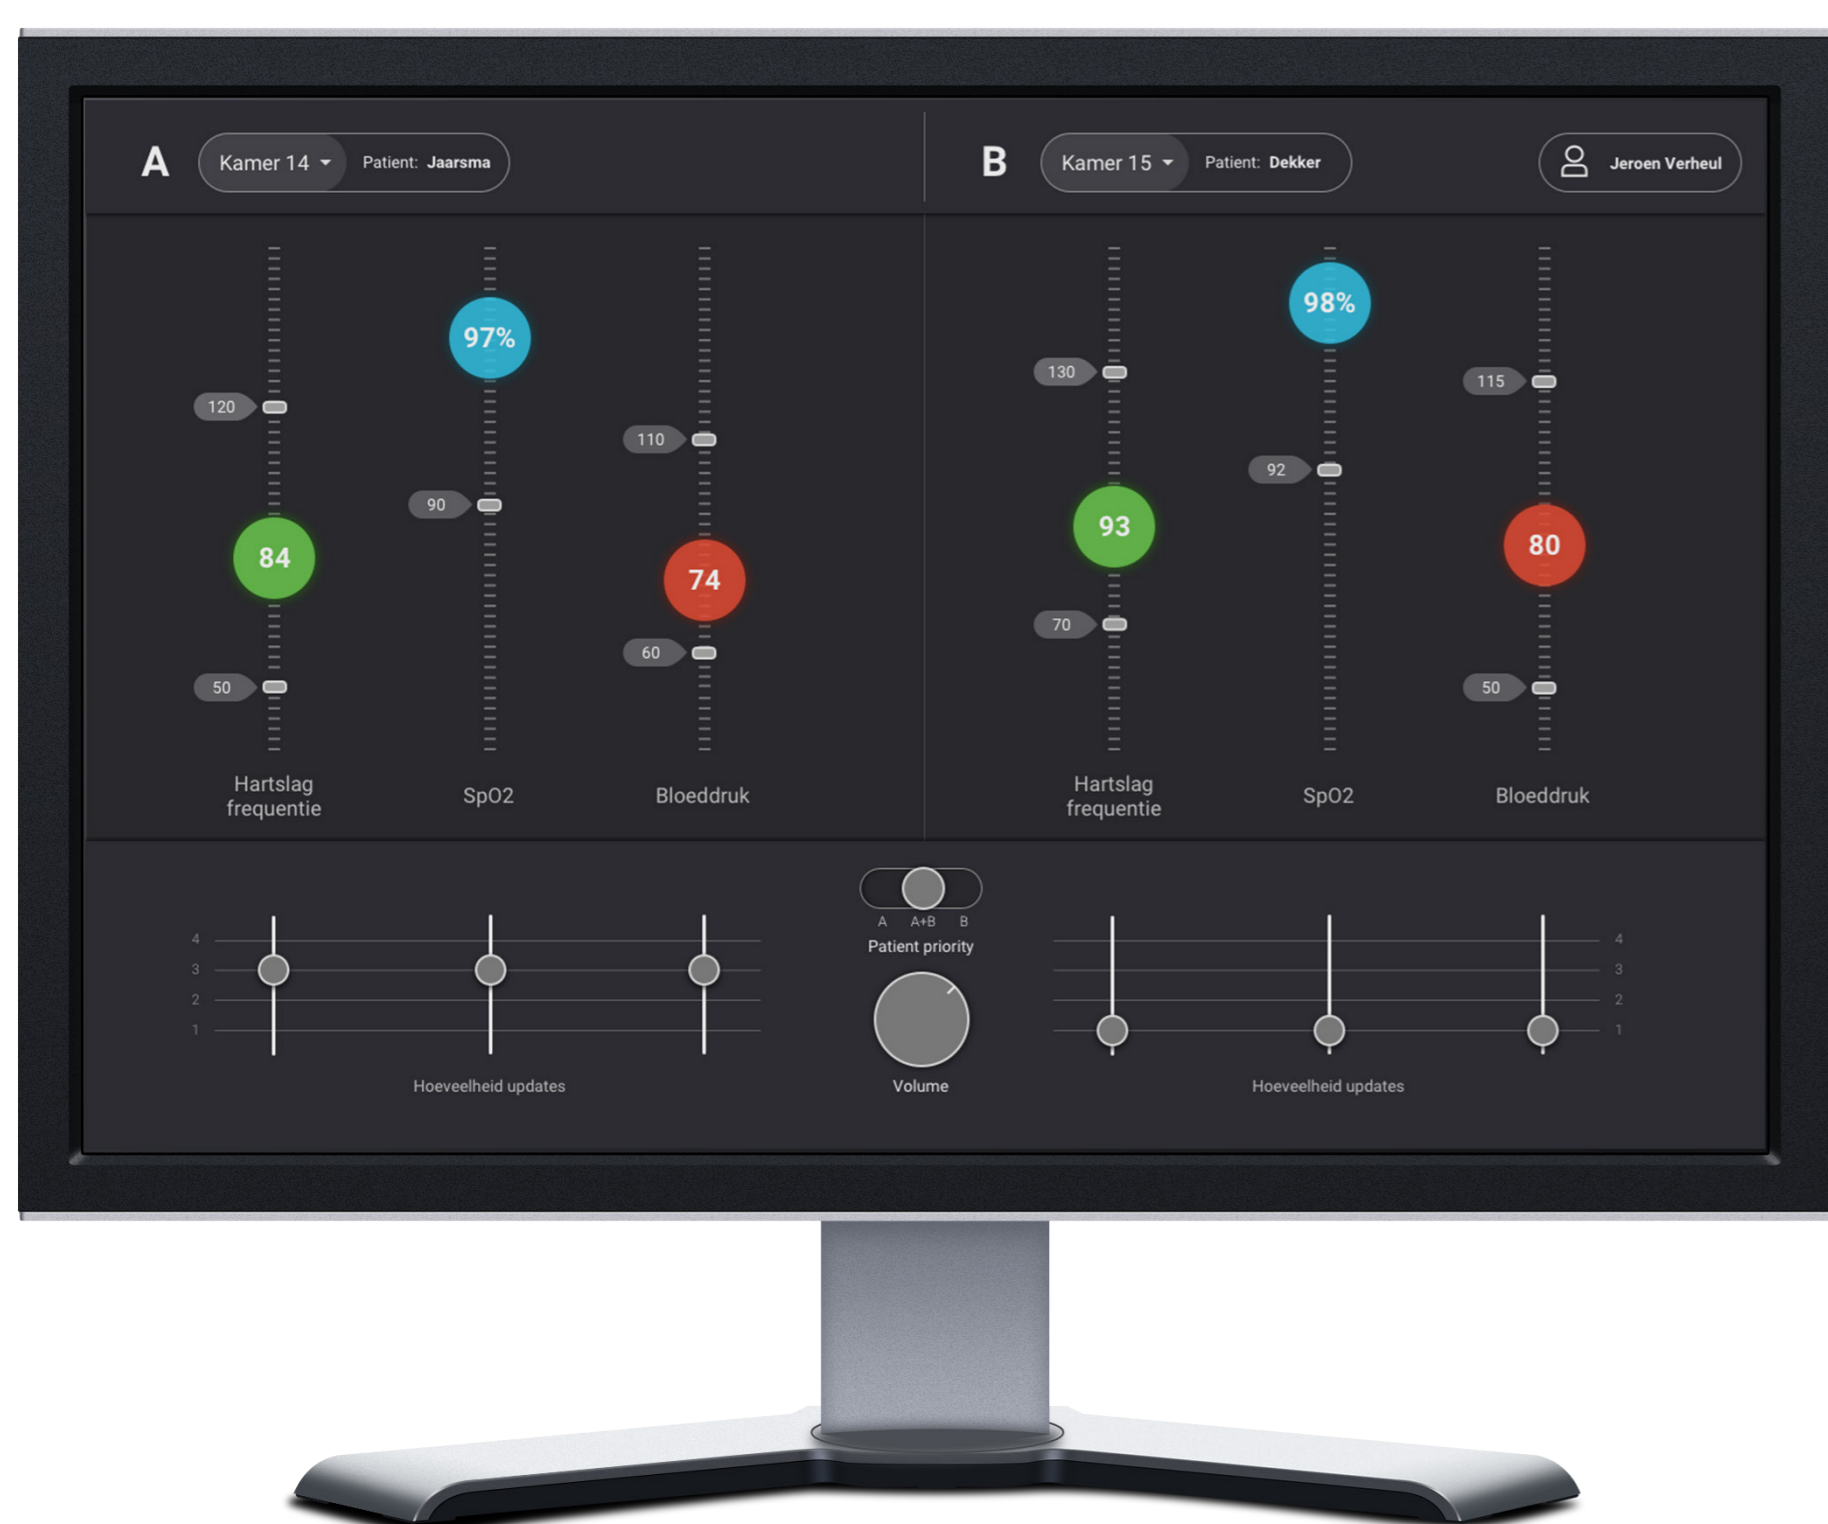 A
Kamer 14
Patient: Jaarsma
B
Kamer 15
Patient: Dekker
Jeroen Verheul
97%
120
110
90
84
74
60
50
Hartslag
frequentie
SpO2
Bloeddruk
98%
130
115
92
93
80
70
50
Hartslag
frequentie
SpO2
Bloeddruk
4
3
2
1
Hoeveelheid updates
A A+B B
Patient priority
Volume
4
3
2
1
Hoeveelheid updates